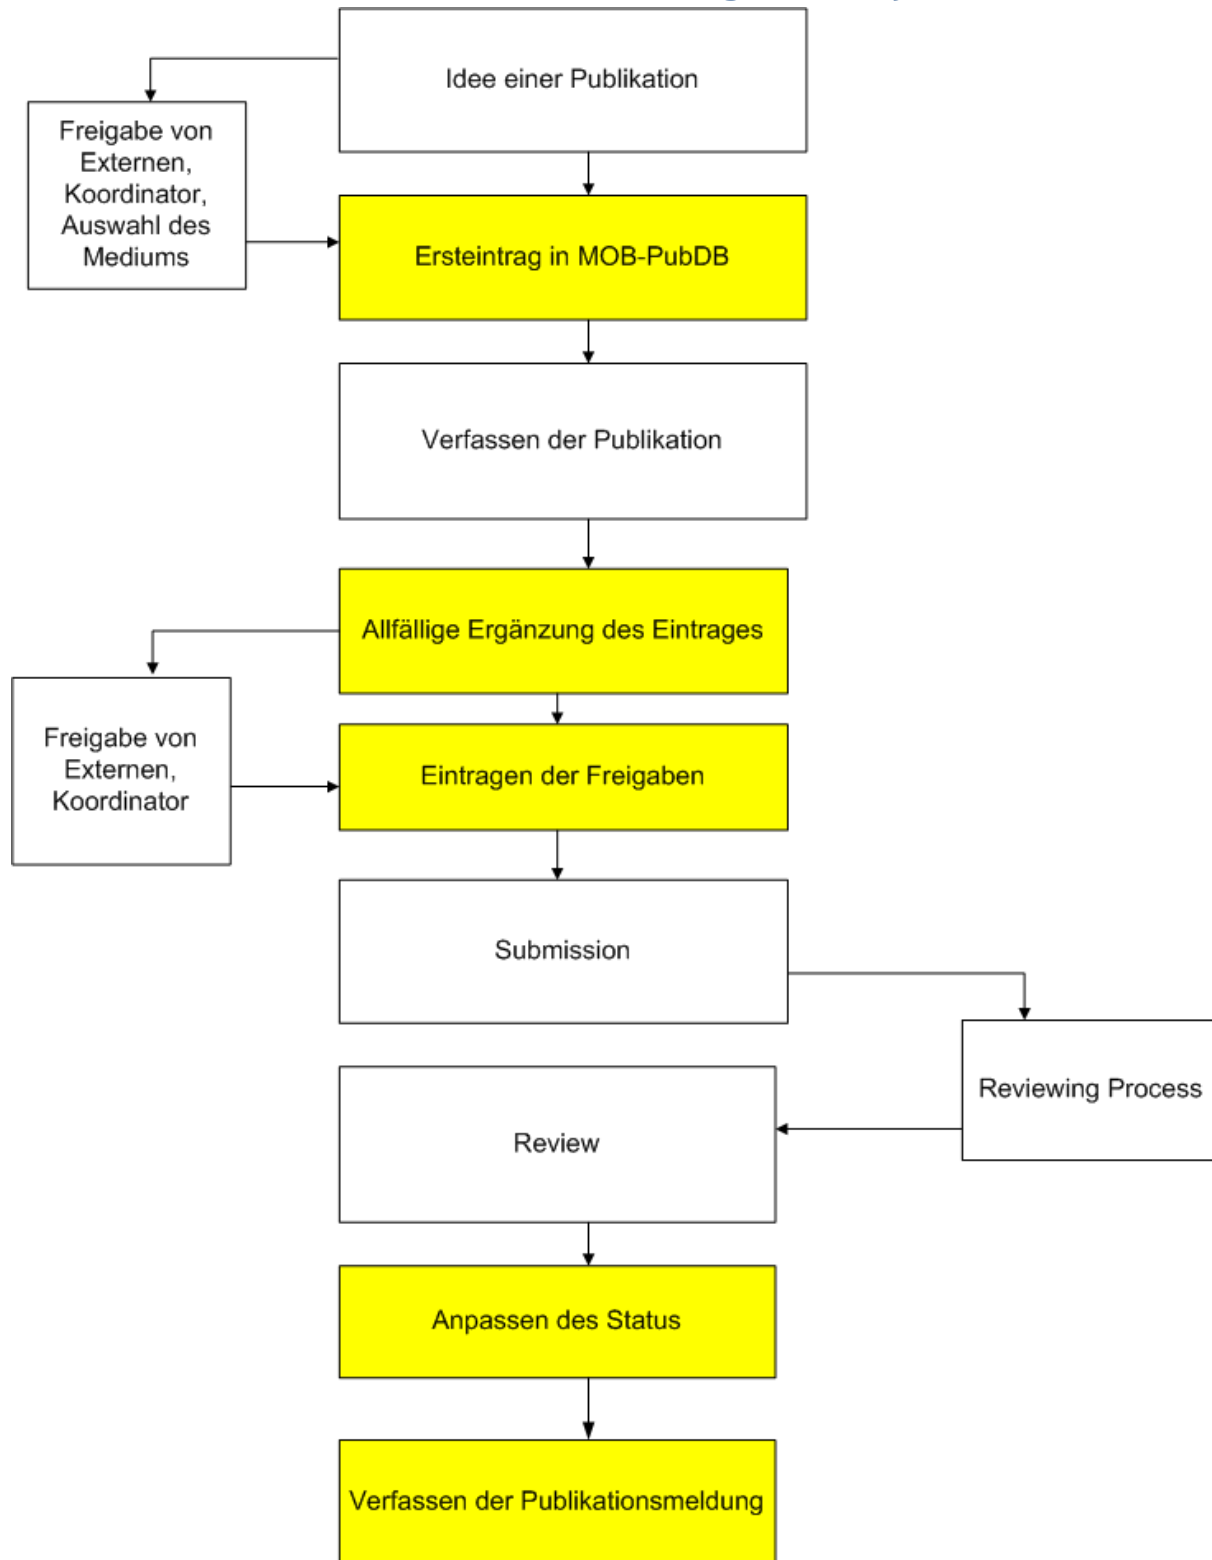 Idee einer Publikation
Freigabe von
Externen,
Koordinator,
Auswahl des
Mediums
Ersteintrag in MOB-PubDB
Verfassen der Publikation
Allfällige Ergänzung des Eintrages
Freigabe von
Externen,
Koordinator
Eintragen der Freigaben
Submission
Reviewing Process
Review
Anpassen des Status
Verfassen der Publikationsmeldung